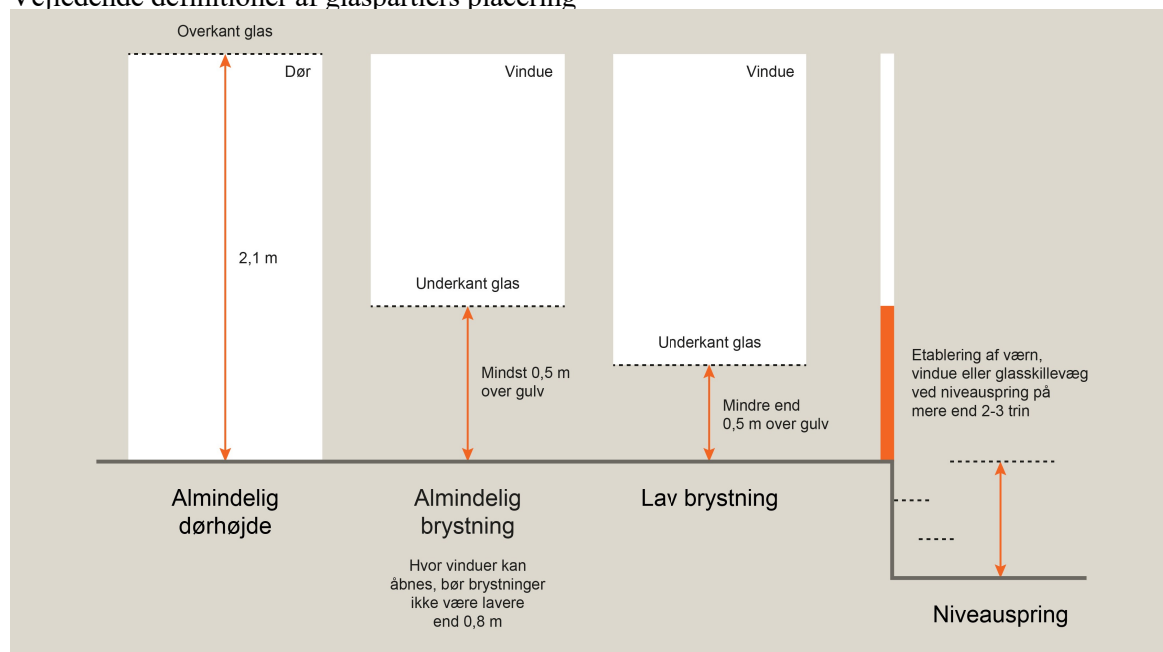 Vejledende definitioner af glaspartiers placering
Overkant glas
Dør
2,1 m
Almindelig
dørhøjde
Vindue
Underkant glas
Mindst 0,5 m
over gulv
Almindelig
brystning
Hvor vinduer kan
åbnes, bør brystninger
ikke være lavere
end 0,8 m
Vindue
Underkant glas
Mindre end
0,5 m over gulv
Lav brystning
Etablering af værn,
vindue eller glasskillevæg
ved niveauspring på
mere end 2-3 trin
Niveauspring